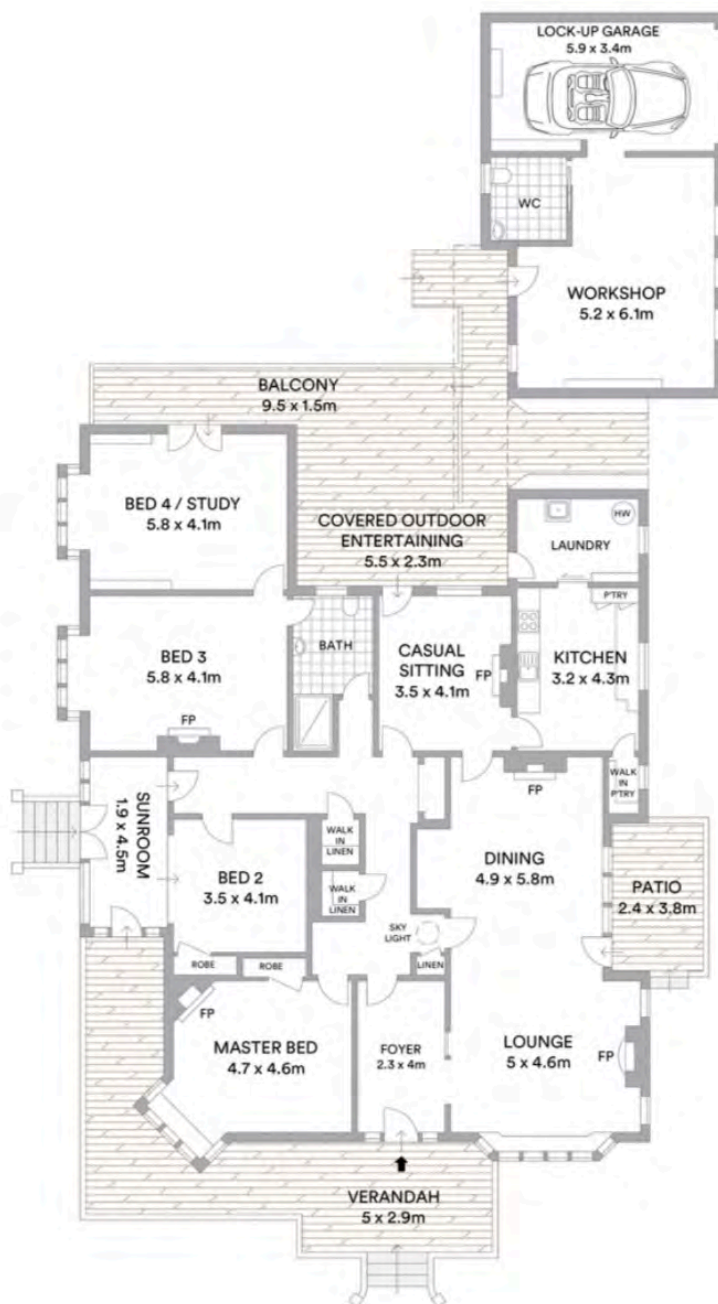 LOCK-UP GARAGE
5.9 x 3.4m
WC
WORKSHOP
5.2 x 6.1m
BALCONY
9.5 x 1.5m
BED 4 / STUDY
5.8 x 4.1m
COVERED OUTDOOR
ENTERTAINING
5.5 x 2.3m
HW
LAUNDRY
P'TRY
BED 3
5.8 x 4.1m
FP
BATH
CASUAL
SITTING
3.5 x 4.1m
FP
KITCHEN
3.2 x 4.3m
SUNROOM
1.9 x 4.5m
WALK
IN
P'TRY
FP
WALK
IN
LINEN
BED 2
3.5 x 4.1m
WALK
IN
LINEN
DINING
4.9 x 5.8m
PATIO
2.4 x 3.8m
SKY
LIGHT
ROBE
ROBE
LINEN
FP
MASTER BED
4.7 x 4.6m
FOYER
2.3 x 4m
LOUNGE
5 x 4.6m
FP
VERANDAH
5 x 2.9m